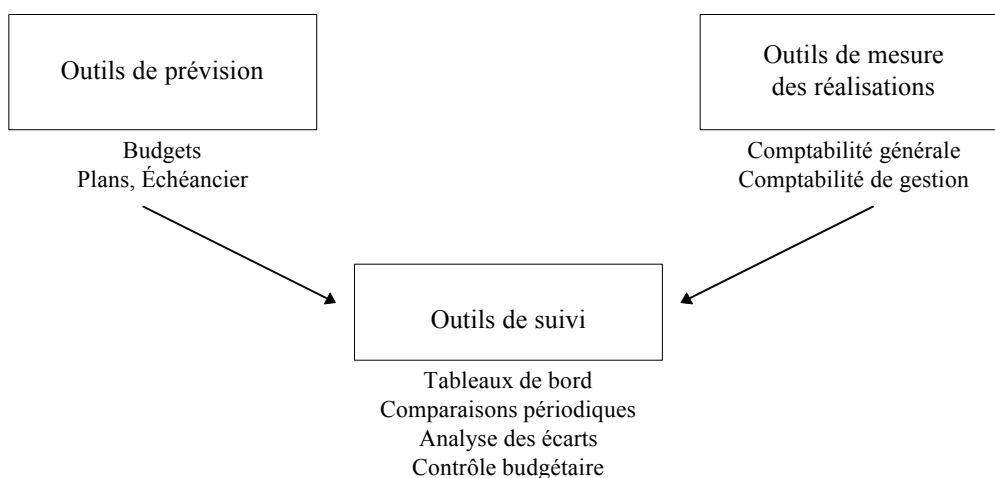 Outils de prévision
Budgets
Plans, Échéancier
Outils de mesure
des réalisations
Comptabilité générale
Comptabilité de gestion
Outils de suivi
Tableaux de bord
Comparaisons périodiques
Analyse des écarts
Contrôle budgétaire